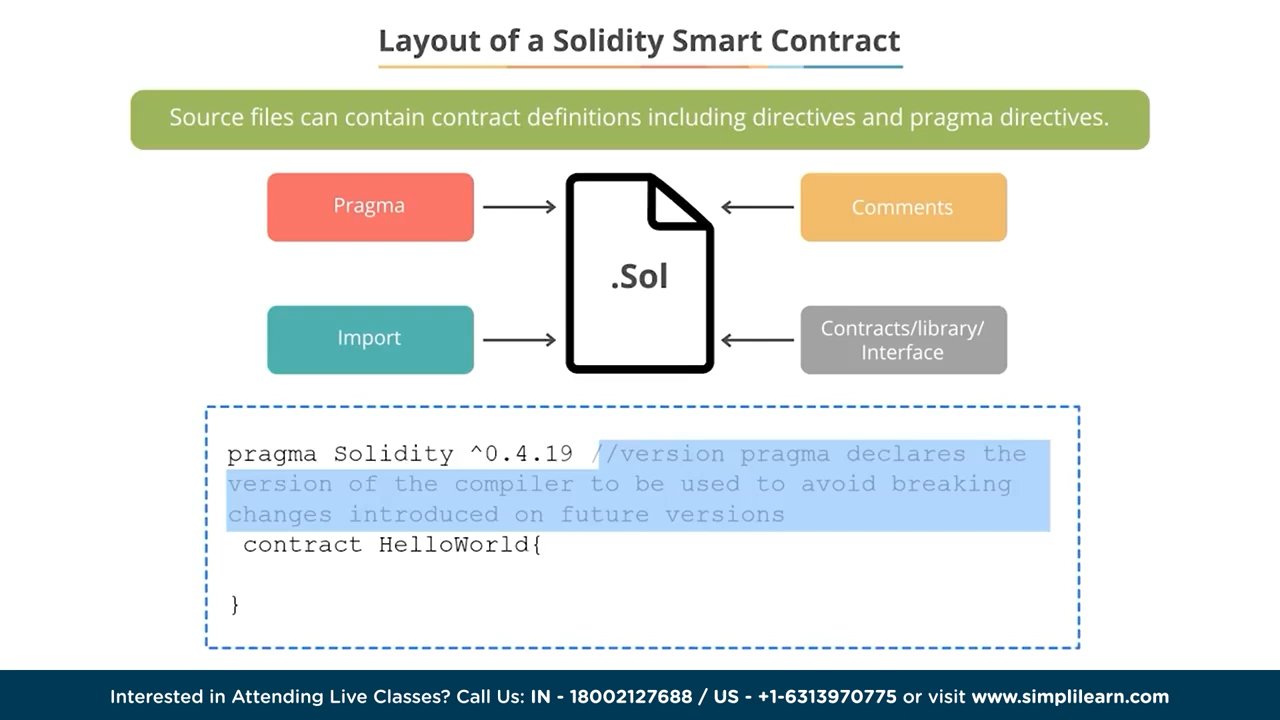 Layout of a Solidity Smart Contract
Source files can contain contract definitions including directives and pragma directives.
Pragma
Comments
.Sol
Import
Contracts/library/
Interface
pragma Solidity ^0.4.19 //version pragma declares the
version of the compiler to be used to avoid breaking
changes introduced on future versions
contract HelloWorld{
}
Interested in Attending Live Classes? Call Us: IN - 18002127688 / US - +1-6313970775 or visit www.simplilearn.com